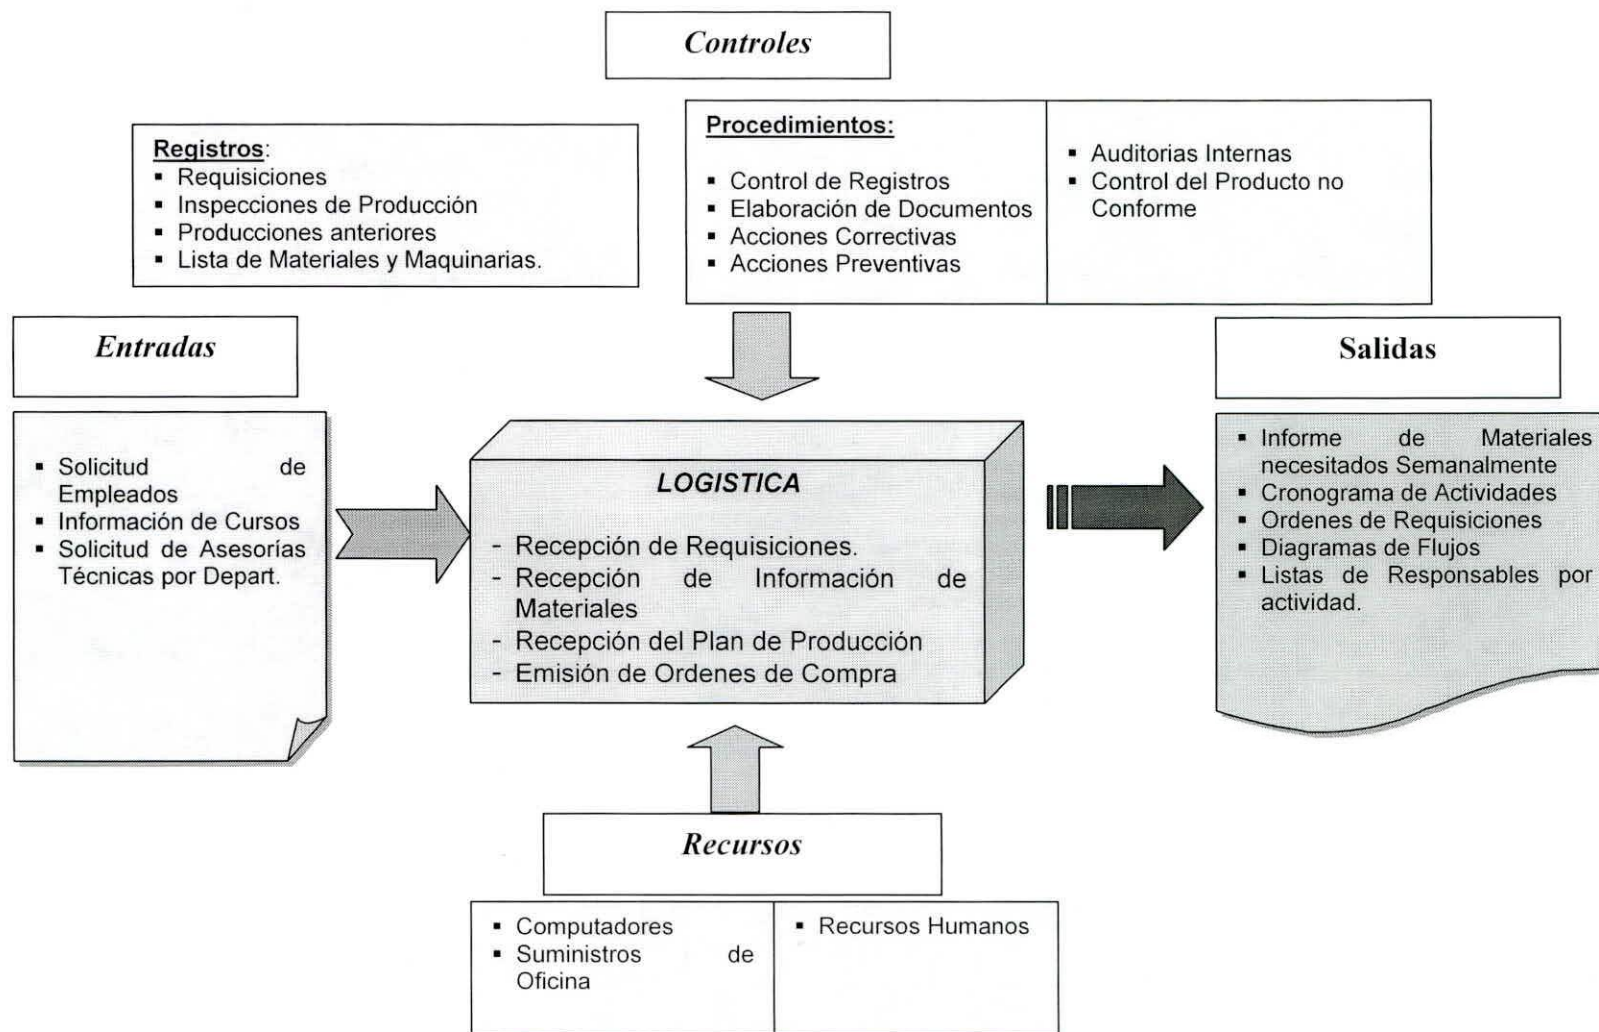 Controles
Registros:
▪ Requisiciones
▪ Inspecciones de Producción
▪ Producciones anteriores
▪ Lista de Materiales y Maquinarias.
Procedimientos:
▪ Control de Registros
▪ Elaboración de Documentos
▪ Acciones Correctivas
▪ Acciones Preventivas
▪ Auditorias Internas
▪ Control del Producto no
Conforme
Entradas
▪ Solicitud de
Empleados
▪ Información de Cursos
▪ Solicitud de Asesorías
Técnicas por Depart.
LOGISTICA
- Recepción de Requisiciones.
- Recepción de Información de
Materiales
- Recepción del Plan de Producción
- Emisión de Ordenes de Compra
Salidas
▪ Informe de Materiales
necesitados Semanalmente
▪ Cronograma de Actividades
▪ Ordenes de Requisiciones
▪ Diagramas de Flujos
▪ Listas de Responsables por
actividad.
Recursos
▪ Computadores
▪ Suministros de
Oficina
▪ Recursos Humanos